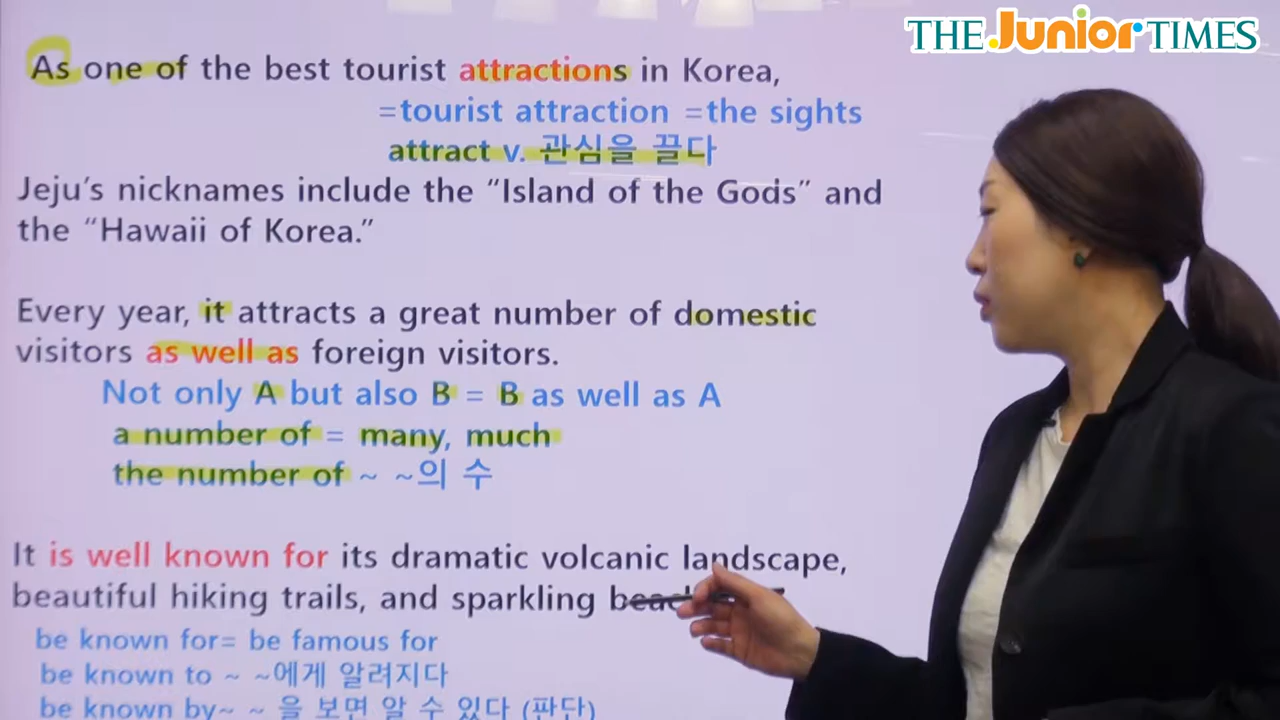 THE Junior TIMES
As one of the best tourist attractions in Korea,
=tourist attraction =the sights
attract v. 관심을 끌다
Jeju's nicknames include the “Island of the Gods” and
the “Hawaii of Korea.”
Every year, it attracts a great number of domestic
visitors as well as foreign visitors.
Not only A but also B = B as well as A
a number of = many, much
the number of ~ ~의 수
It is well known for its dramatic volcanic landscape,
beautiful hiking trails, and sparkling
be known for= be famous for
be known to ~ ~에게 알려지다
be known by~ ~ 을 보면 알 수 있다 (판단)